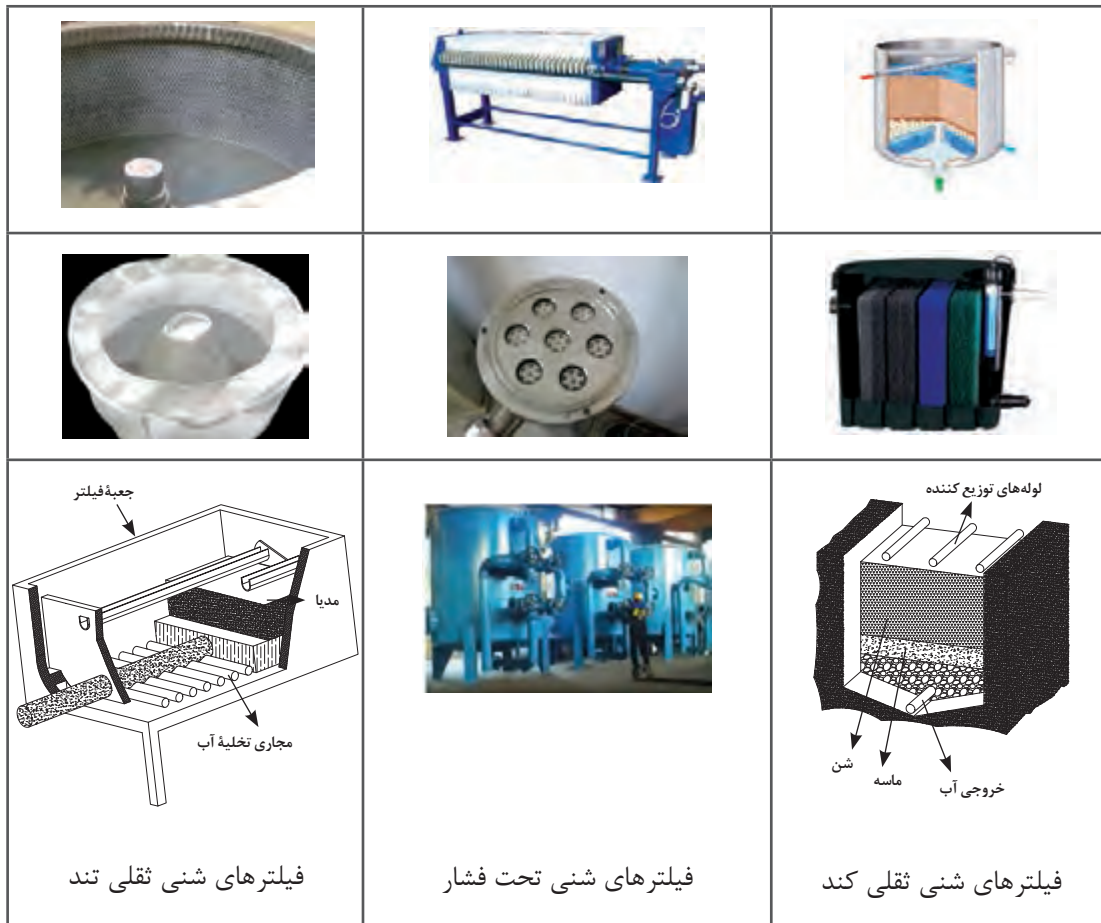 لوله‌های توزیع کننده
شن
ماسه
خروجی آب
فیلترهای شنی ثقلی کند
فیلترهای شنی تحت فشار
جعبهٔ فیلتر
مدیا
مجاری تخلیهٔ آب
فیلترهای شنی ثقلی تند